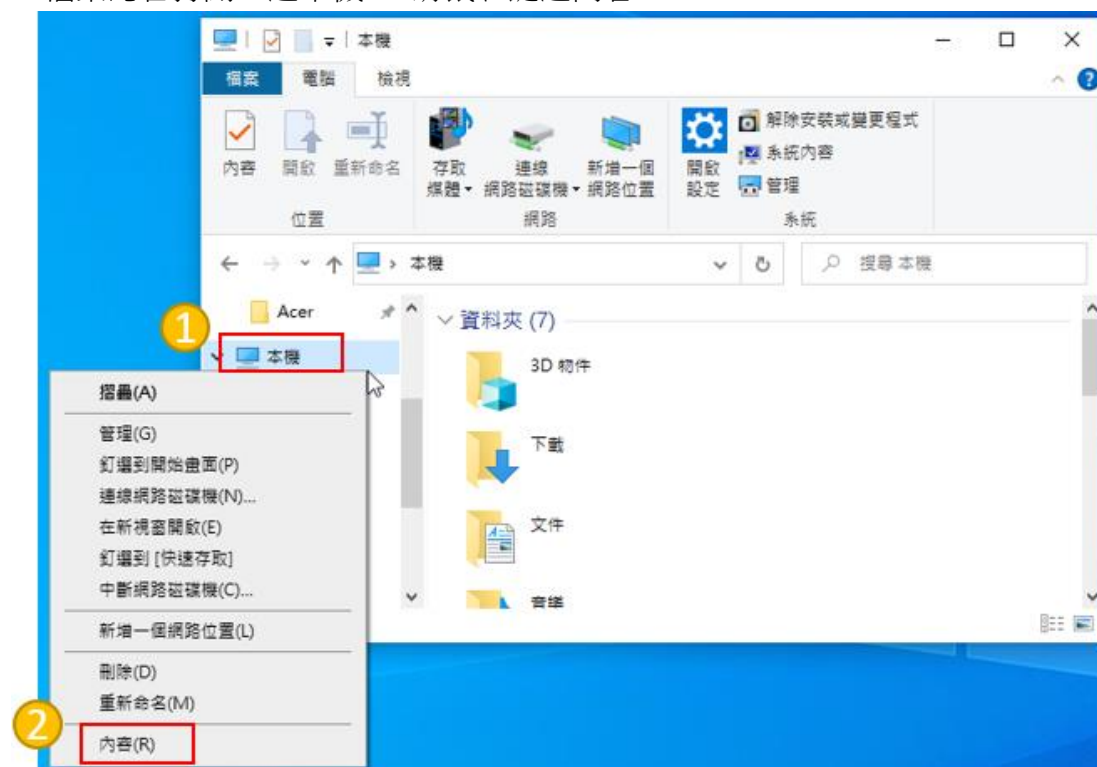 本機
檔案 電腦 檢視
內容 開啟 重新命名 存取媒體 連線網路磁碟機 新增一個網路位置 開啟設定
解除安裝或變更程式
系統內容
管理
位置 網路 系統
本機 搜尋 本機
Acer
資料夾 (7)
1
本機
3D 物件
摺疊(A)
管理(G)
下載
釘選到開始畫面(P)
連線網路磁碟機(N)...
在新視窗開啟(E)
文件
釘選到 [快速存取]
中斷網路磁碟機(C)...
新增一個網路位置(L)
刪除(D)
重新命名(M)
2
內容(R)